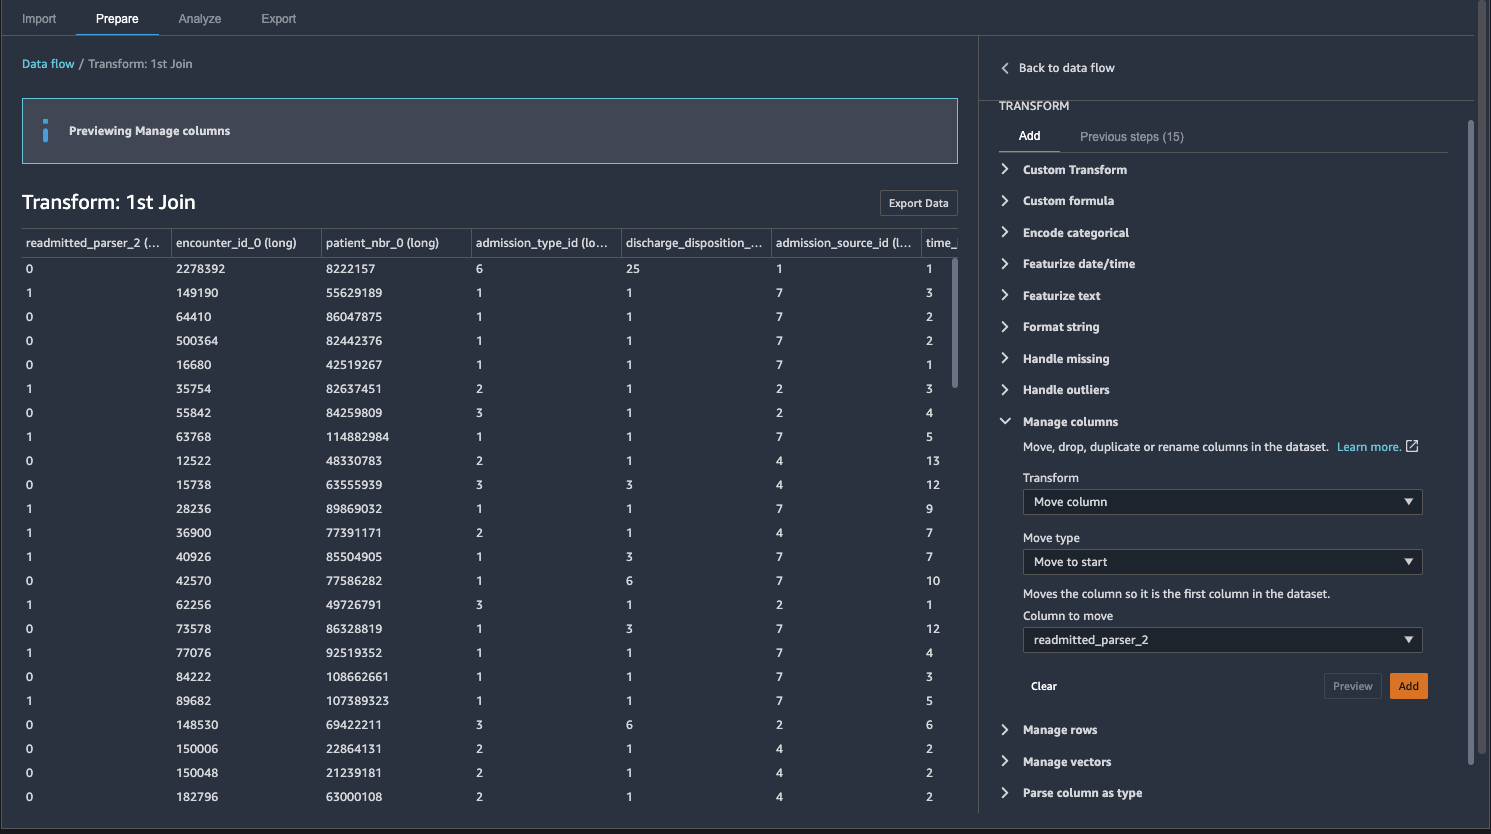 Import Prepare Analyze Export
Data flow / Transform: 1st Join
Previewing Manage columns
Transform: 1st Join
Export Data
readmitted_parser_2 (... encounter_id_0 (long) patient_nbr_0 (long) admission_type_id (lo... discharge_disposition_... admission_source_id (l... time_i
0 2278392 8222157 6 25 1 1
1 149190 55629189 1 1 7 3
0 64410 86047875 1 1 7 2
0 500364 82442376 1 1 7 2
0 16680 42519267 1 1 7 1
1 35754 82637451 2 1 2 3
0 55842 84259809 3 1 2 4
1 63768 114882984 1 1 7 5
0 12522 48330783 2 1 4 13
0 15738 63555939 3 3 4 12
1 28236 89869032 1 1 7 9
1 36900 77391171 2 1 4 7
1 40926 85504905 1 3 7 7
0 42570 77586282 1 6 7 10
1 62256 49726791 3 1 2 1
0 73578 86328819 1 3 7 12
1 77076 92519352 1 1 7 4
0 84222 108662661 1 1 7 3
1 89682 107389323 1 1 7 5
0 148530 69422211 3 6 2 6
0 150006 22864131 2 1 4 2
0 150048 21239181 2 1 4 2
0 182796 63000108 2 1 4 2
Back to data flow
TRANSFORM
Add Previous steps (15)
Custom Transform
Custom formula
Encode categorical
Featurize date/time
Featurize text
Format string
Handle missing
Handle outliers
Manage columns
Move, drop, duplicate or rename columns in the dataset. Learn more.
Transform
Move column
Move type
Move to start
Moves the column so it is the first column in the dataset.
Column to move
readmitted_parser_2
Clear Preview Add
Manage rows
Manage vectors
Parse column as type